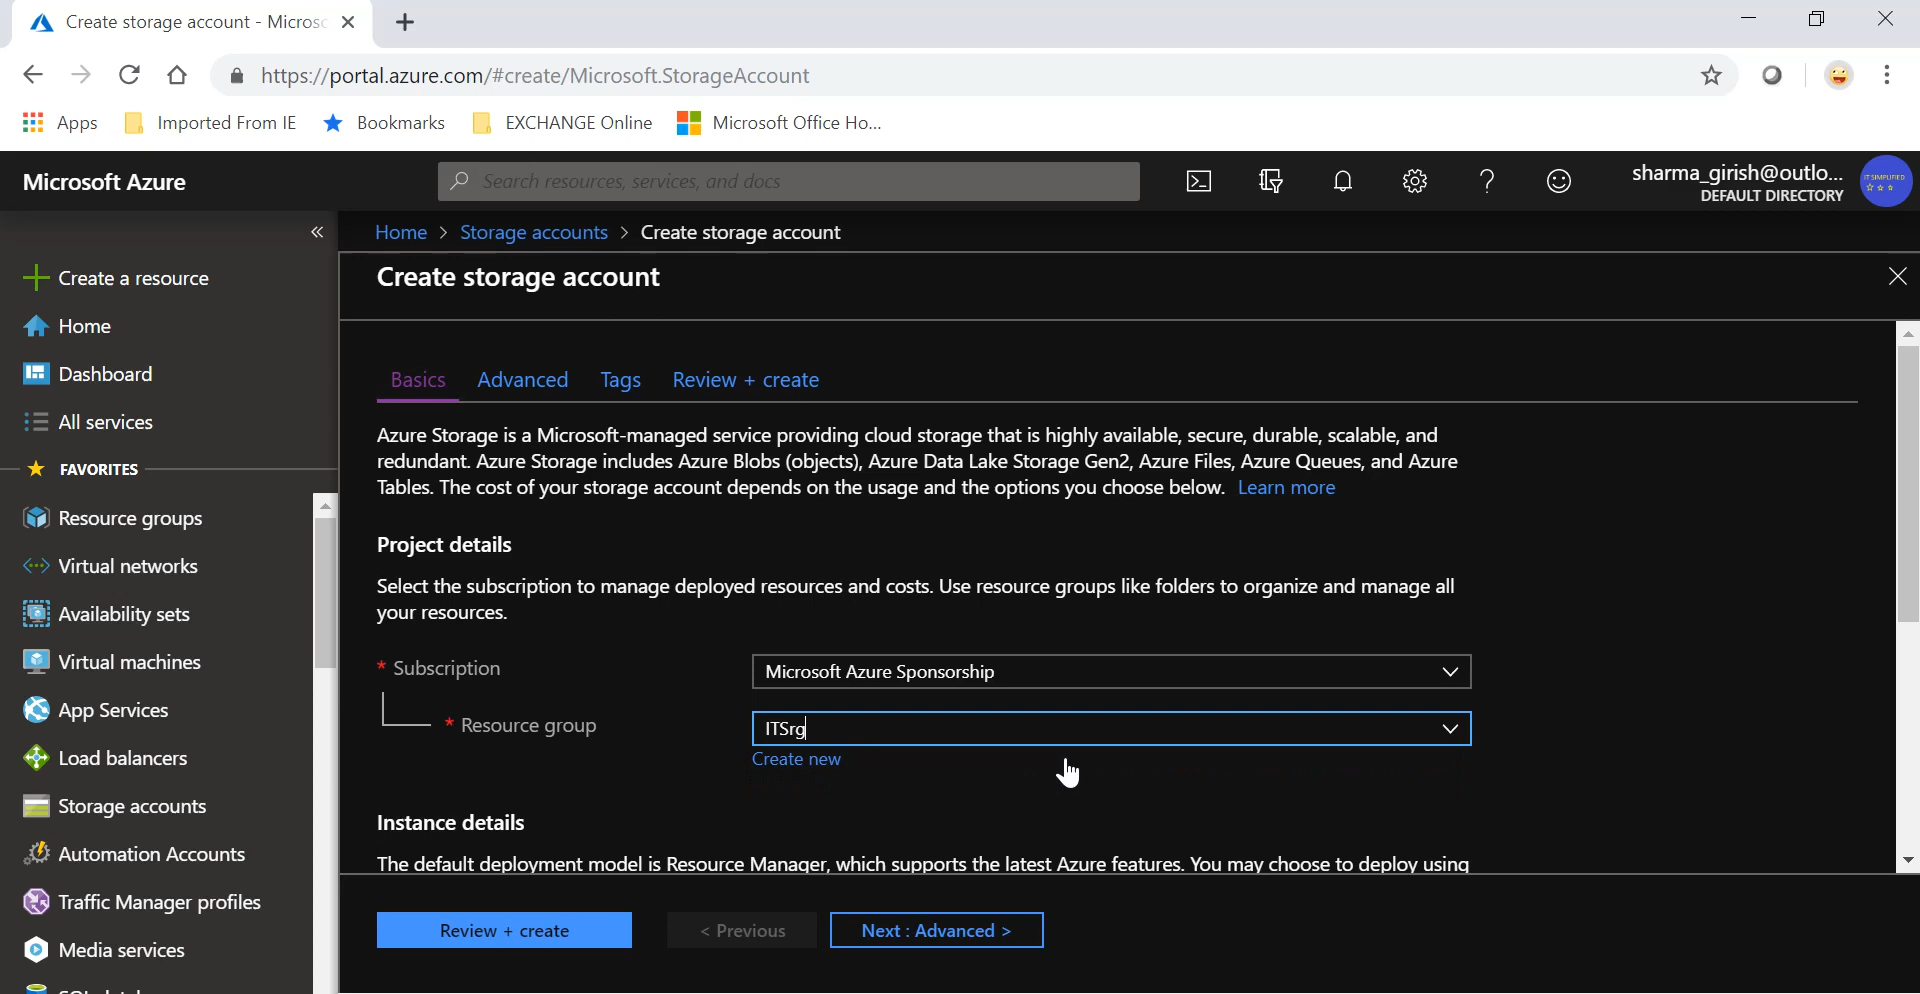 Create storage account - Micros
https://portal.azure.com/#create/Microsoft.StorageAccount
Apps Imported From IE Bookmarks EXCHANGE Online Microsoft Office Ho...
Microsoft Azure
Search resources, services, and docs
sharma_girish@outlo...
DEFAULT DIRECTORY
IT SIMPLIFIED
Home > Storage accounts > Create storage account
Create storage account
Create a resource
Home
Dashboard
All services
FAVORITES
Resource groups
Virtual networks
Availability sets
Virtual machines
App Services
Load balancers
Storage accounts
Automation Accounts
Traffic Manager profiles
Media services
Basics Advanced Tags Review + create
Azure Storage is a Microsoft-managed service providing cloud storage that is highly available, secure, durable, scalable, and
redundant. Azure Storage includes Azure Blobs (objects), Azure Data Lake Storage Gen2, Azure Files, Azure Queues, and Azure
Tables. The cost of your storage account depends on the usage and the options you choose below. Learn more
Project details
Select the subscription to manage deployed resources and costs. Use resource groups like folders to organize and manage all
your resources.
* Subscription
Microsoft Azure Sponsorship
* Resource group
ITSrg
Create new
Instance details
The default deployment model is Resource Manager, which supports the latest Azure features. You may choose to deploy using
Review + create
< Previous
Next : Advanced >